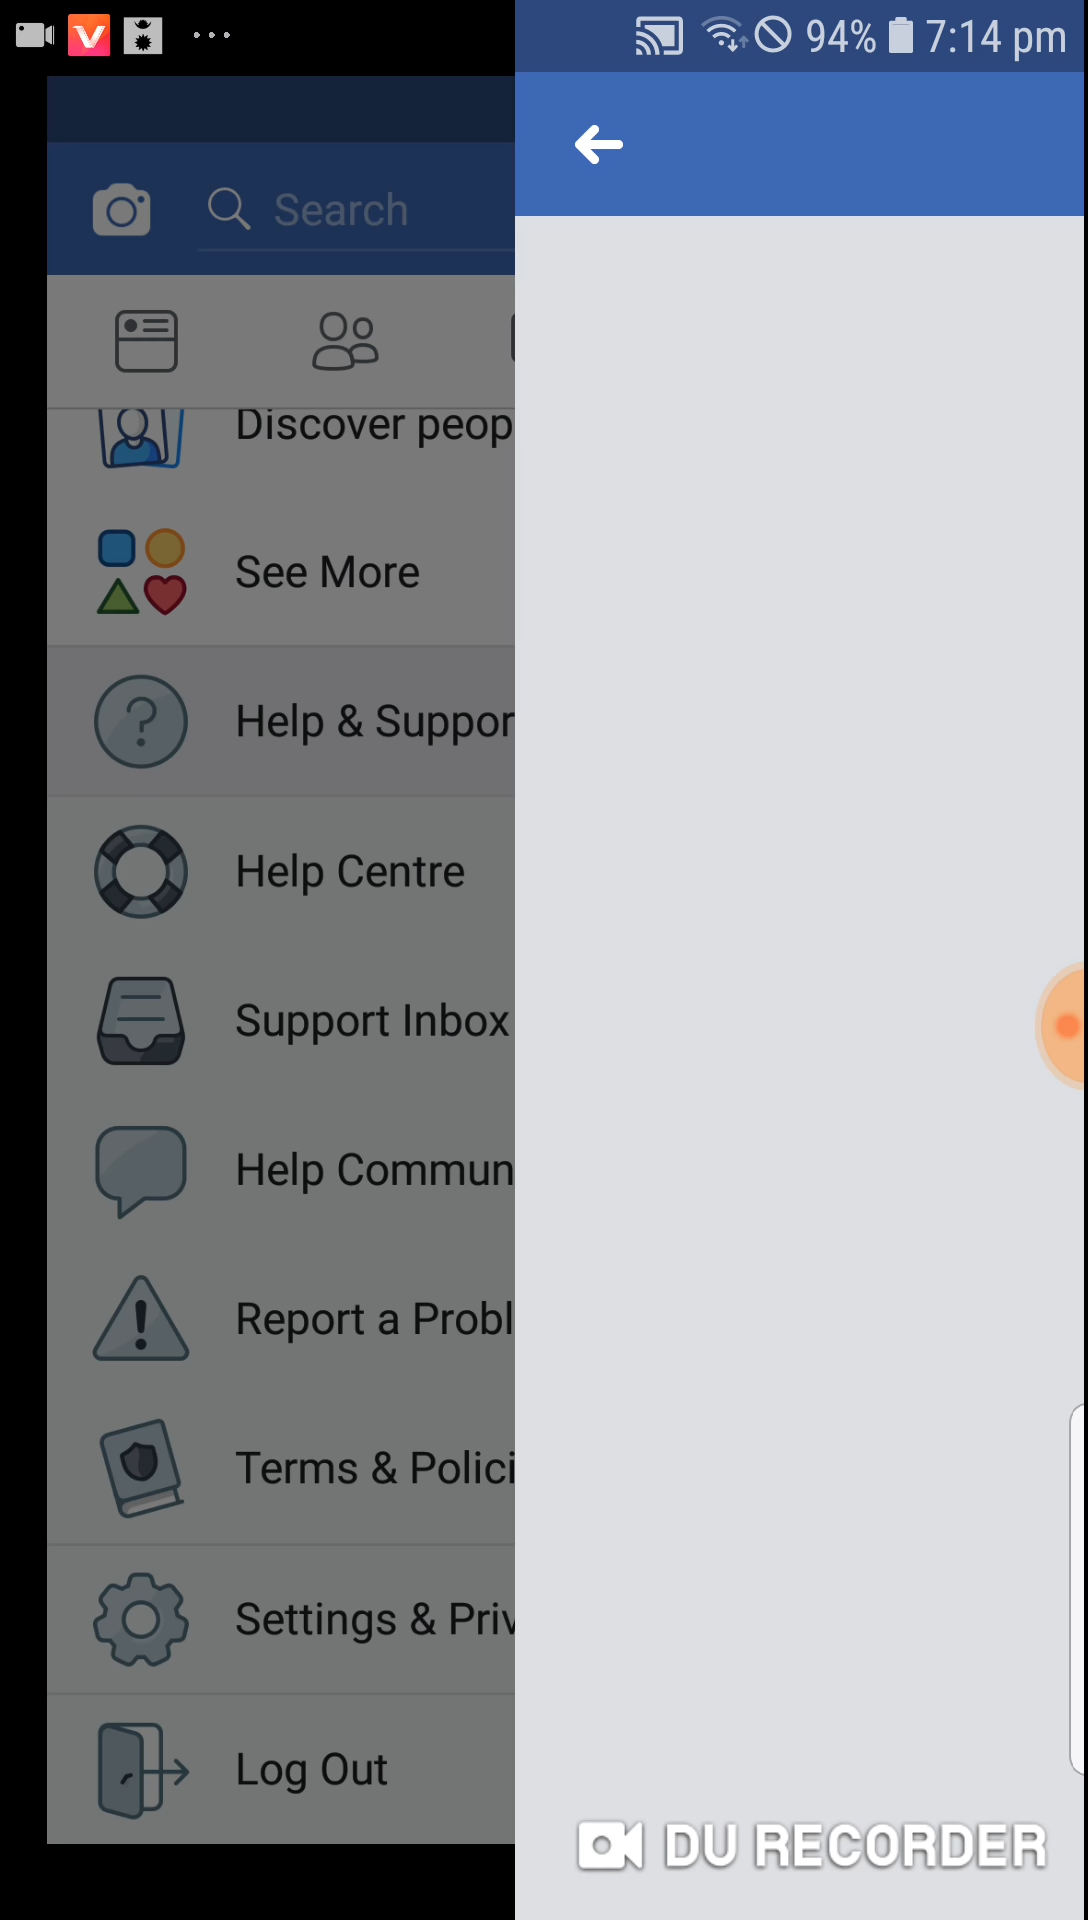 94% 7:14 pm
Search
Discover peop
See More
Help & Suppor
Help Centre
Support Inbox
Help Commun
Report a Probl
Terms & Polici
Settings & Priv
Log Out
DU RECORDER